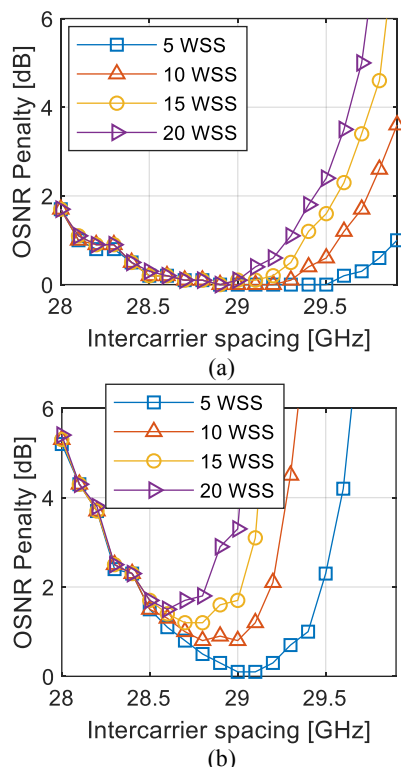 6
4
2
0
OSNR Penalty [dB]
5 WSS
10 WSS
15 WSS
20 WSS
28
28.5
29
29.5
Intercarrier spacing [GHz]
(a)
6
4
2
0
OSNR Penalty [dB]
5 WSS
10 WSS
15 WSS
20 WSS
28
28.5
29
29.5
Intercarrier spacing [GHz]
(b)